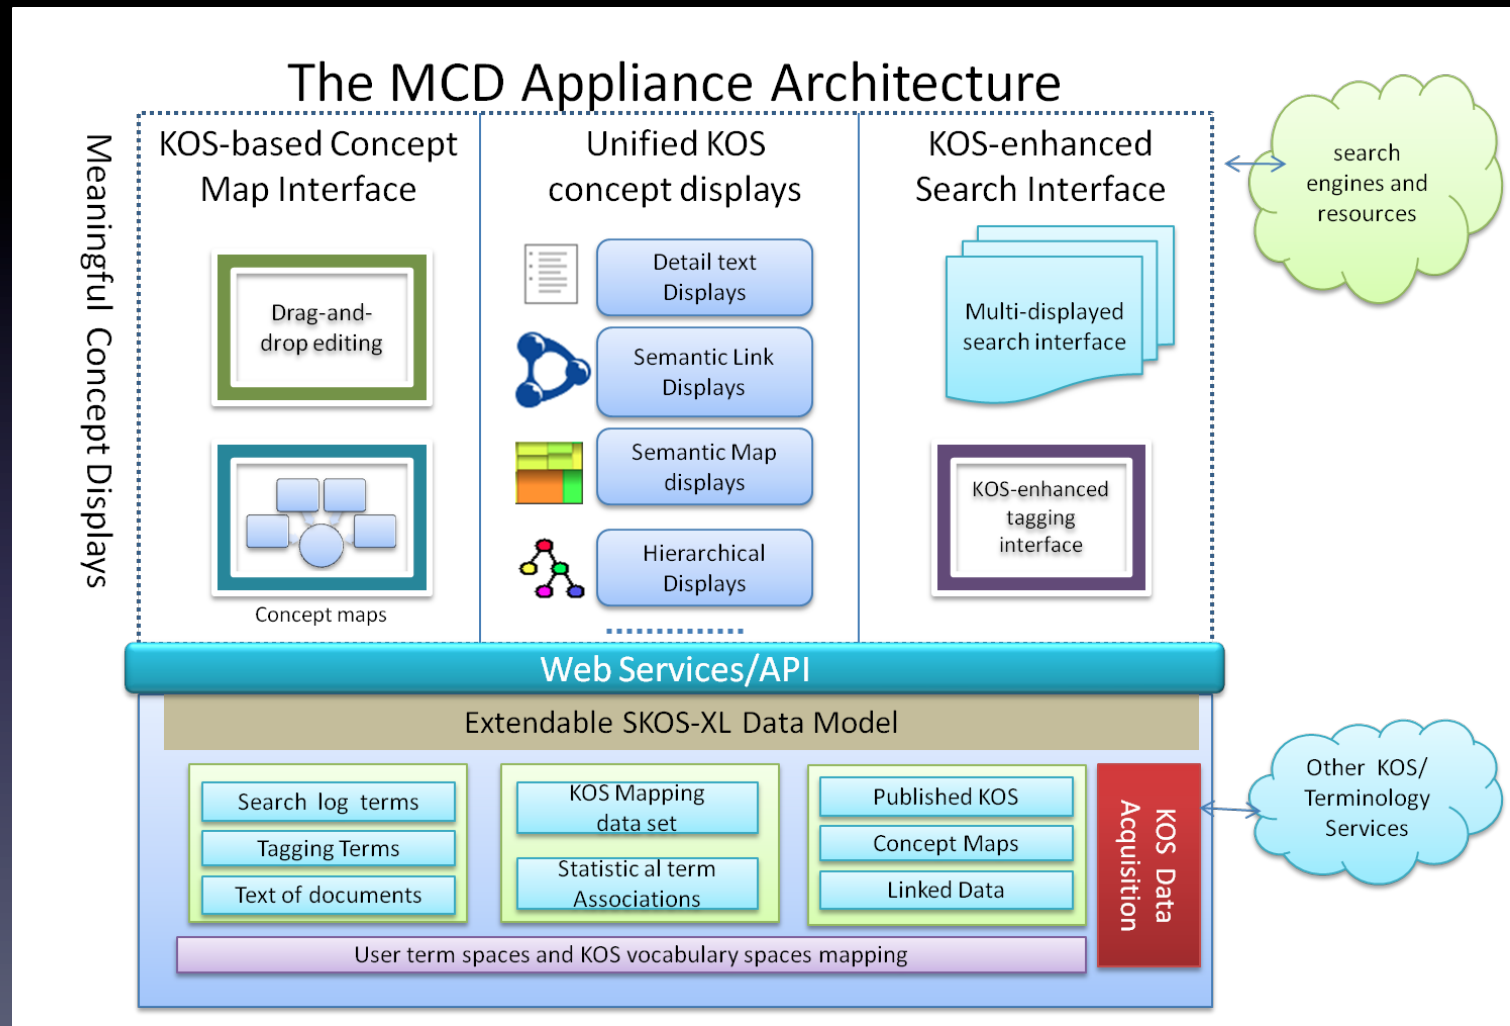 The MCD Appliance Architecture
Meaningful Concept Displays
KOS-based Concept
Map Interface
Drag-and-
drop editing
Concept maps
Unified KOS
concept displays
Detail text
Displays
Semantic Link
Displays
Semantic Map
displays
Hierarchical
Displays
KOS-enhanced
Search Interface
Multi-displayed
search interface
KOS-enhanced
tagging
interface
search
engines and
resources
Web Services/API
Extendable SKOS-XL Data Model
Search log terms
Tagging Terms
Text of documents
KOS Mapping
data set
Statistic al term
Associations
Published KOS
Concept Maps
Linked Data
KOS Data
Acquisition
Other KOS/
Terminology
Services
User term spaces and KOS vocabulary spaces mapping